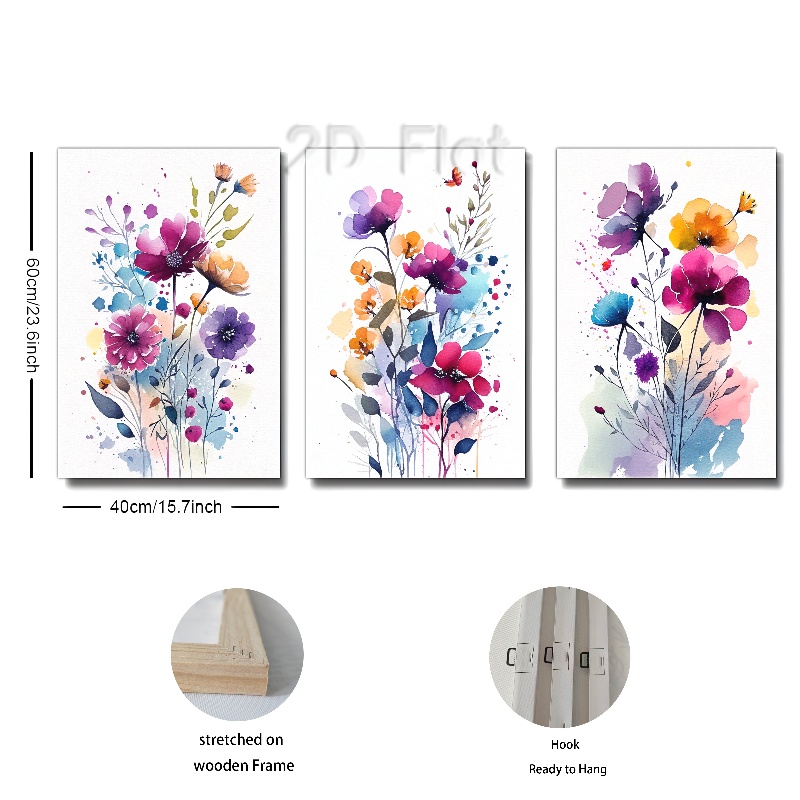 2D Flat
60cm/23.6inch
40cm/15.7inch
stretched on
wooden Frame
Hook
Ready to Hang